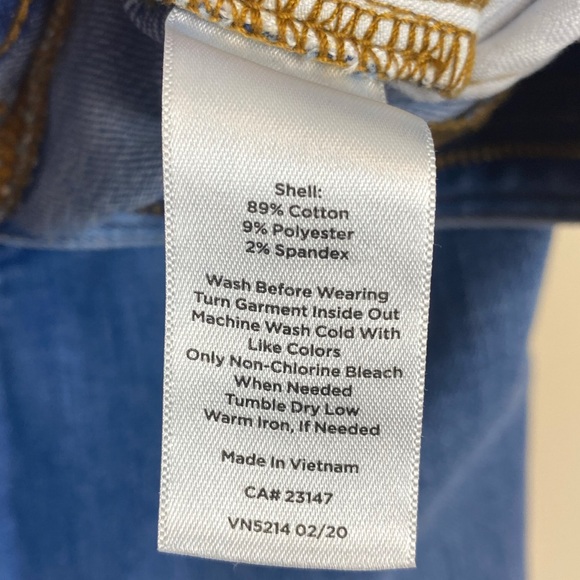 Shell:
89% Cotton
9% Polyester
2% Spandex
Wash Before Wearing
Turn Garment Inside Out
Machine Wash Cold With
Like Colors
Only Non-Chlorine Bleach
When Needed
Tumble Dry Low
Warm Iron, If Needed
Made In Vietnam
CA# 23147
VN5214 02/20